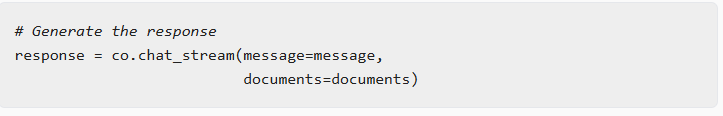 # Generate the response
response = co.chat_stream(message=message,
                          documents=documents)